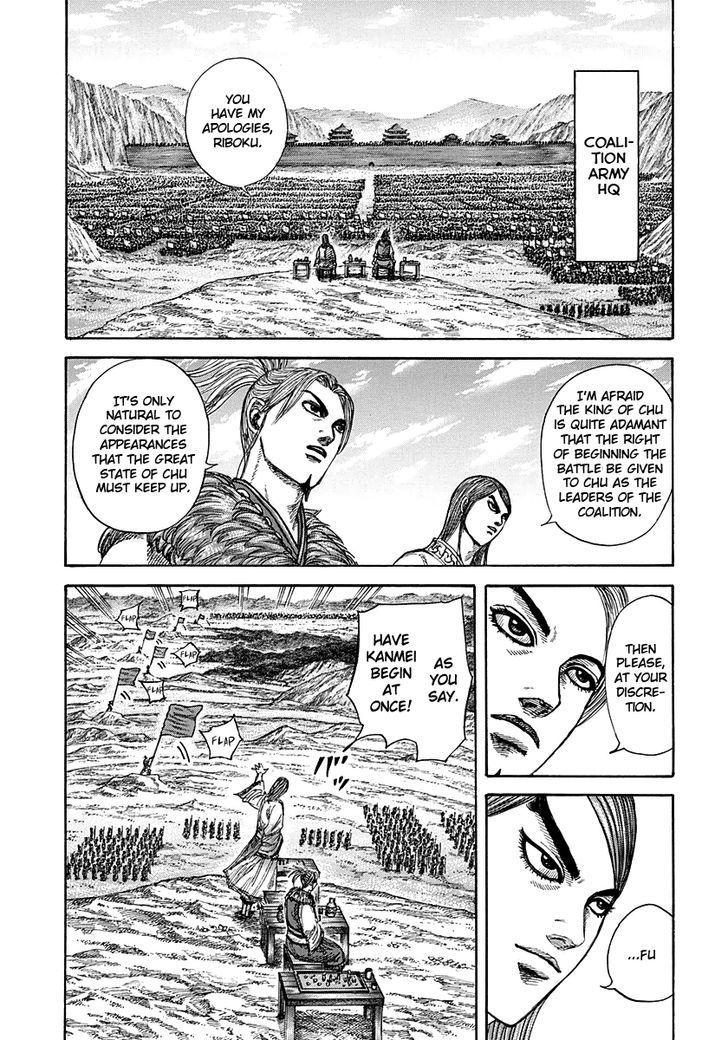 COALI-
TION
ARMY
HQ
YOU
HAVE MY
APOLOGIES,
RIBOKU.
I'M AFRAID
THE KING OF CHU
IS QUITE ADAMANT
THAT THE RIGHT
OF BEGINNING THE
BATTLE BE GIVEN
TO CHU AS THE
LEADERS OF THE
COALITION.
IT'S ONLY
NATURAL TO
CONSIDER THE
APPEARANCES
THAT THE GREAT
STATE OF CHU
MUST KEEP UP.
THEN
PLEASE,
AT YOUR
DISCRE-
TION.
...FU
AS
YOU
SAY.
HAVE
KANMEI
BEGIN
AT
ONCE!
FLAP
FLAP
FLAP
FLAP
FLAP
バッ